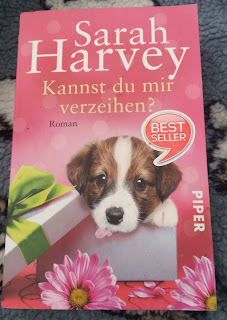 Sarah
Harvey
Kannst du mir
verzeihen?
Roman
BEST
SELLER
PIPER